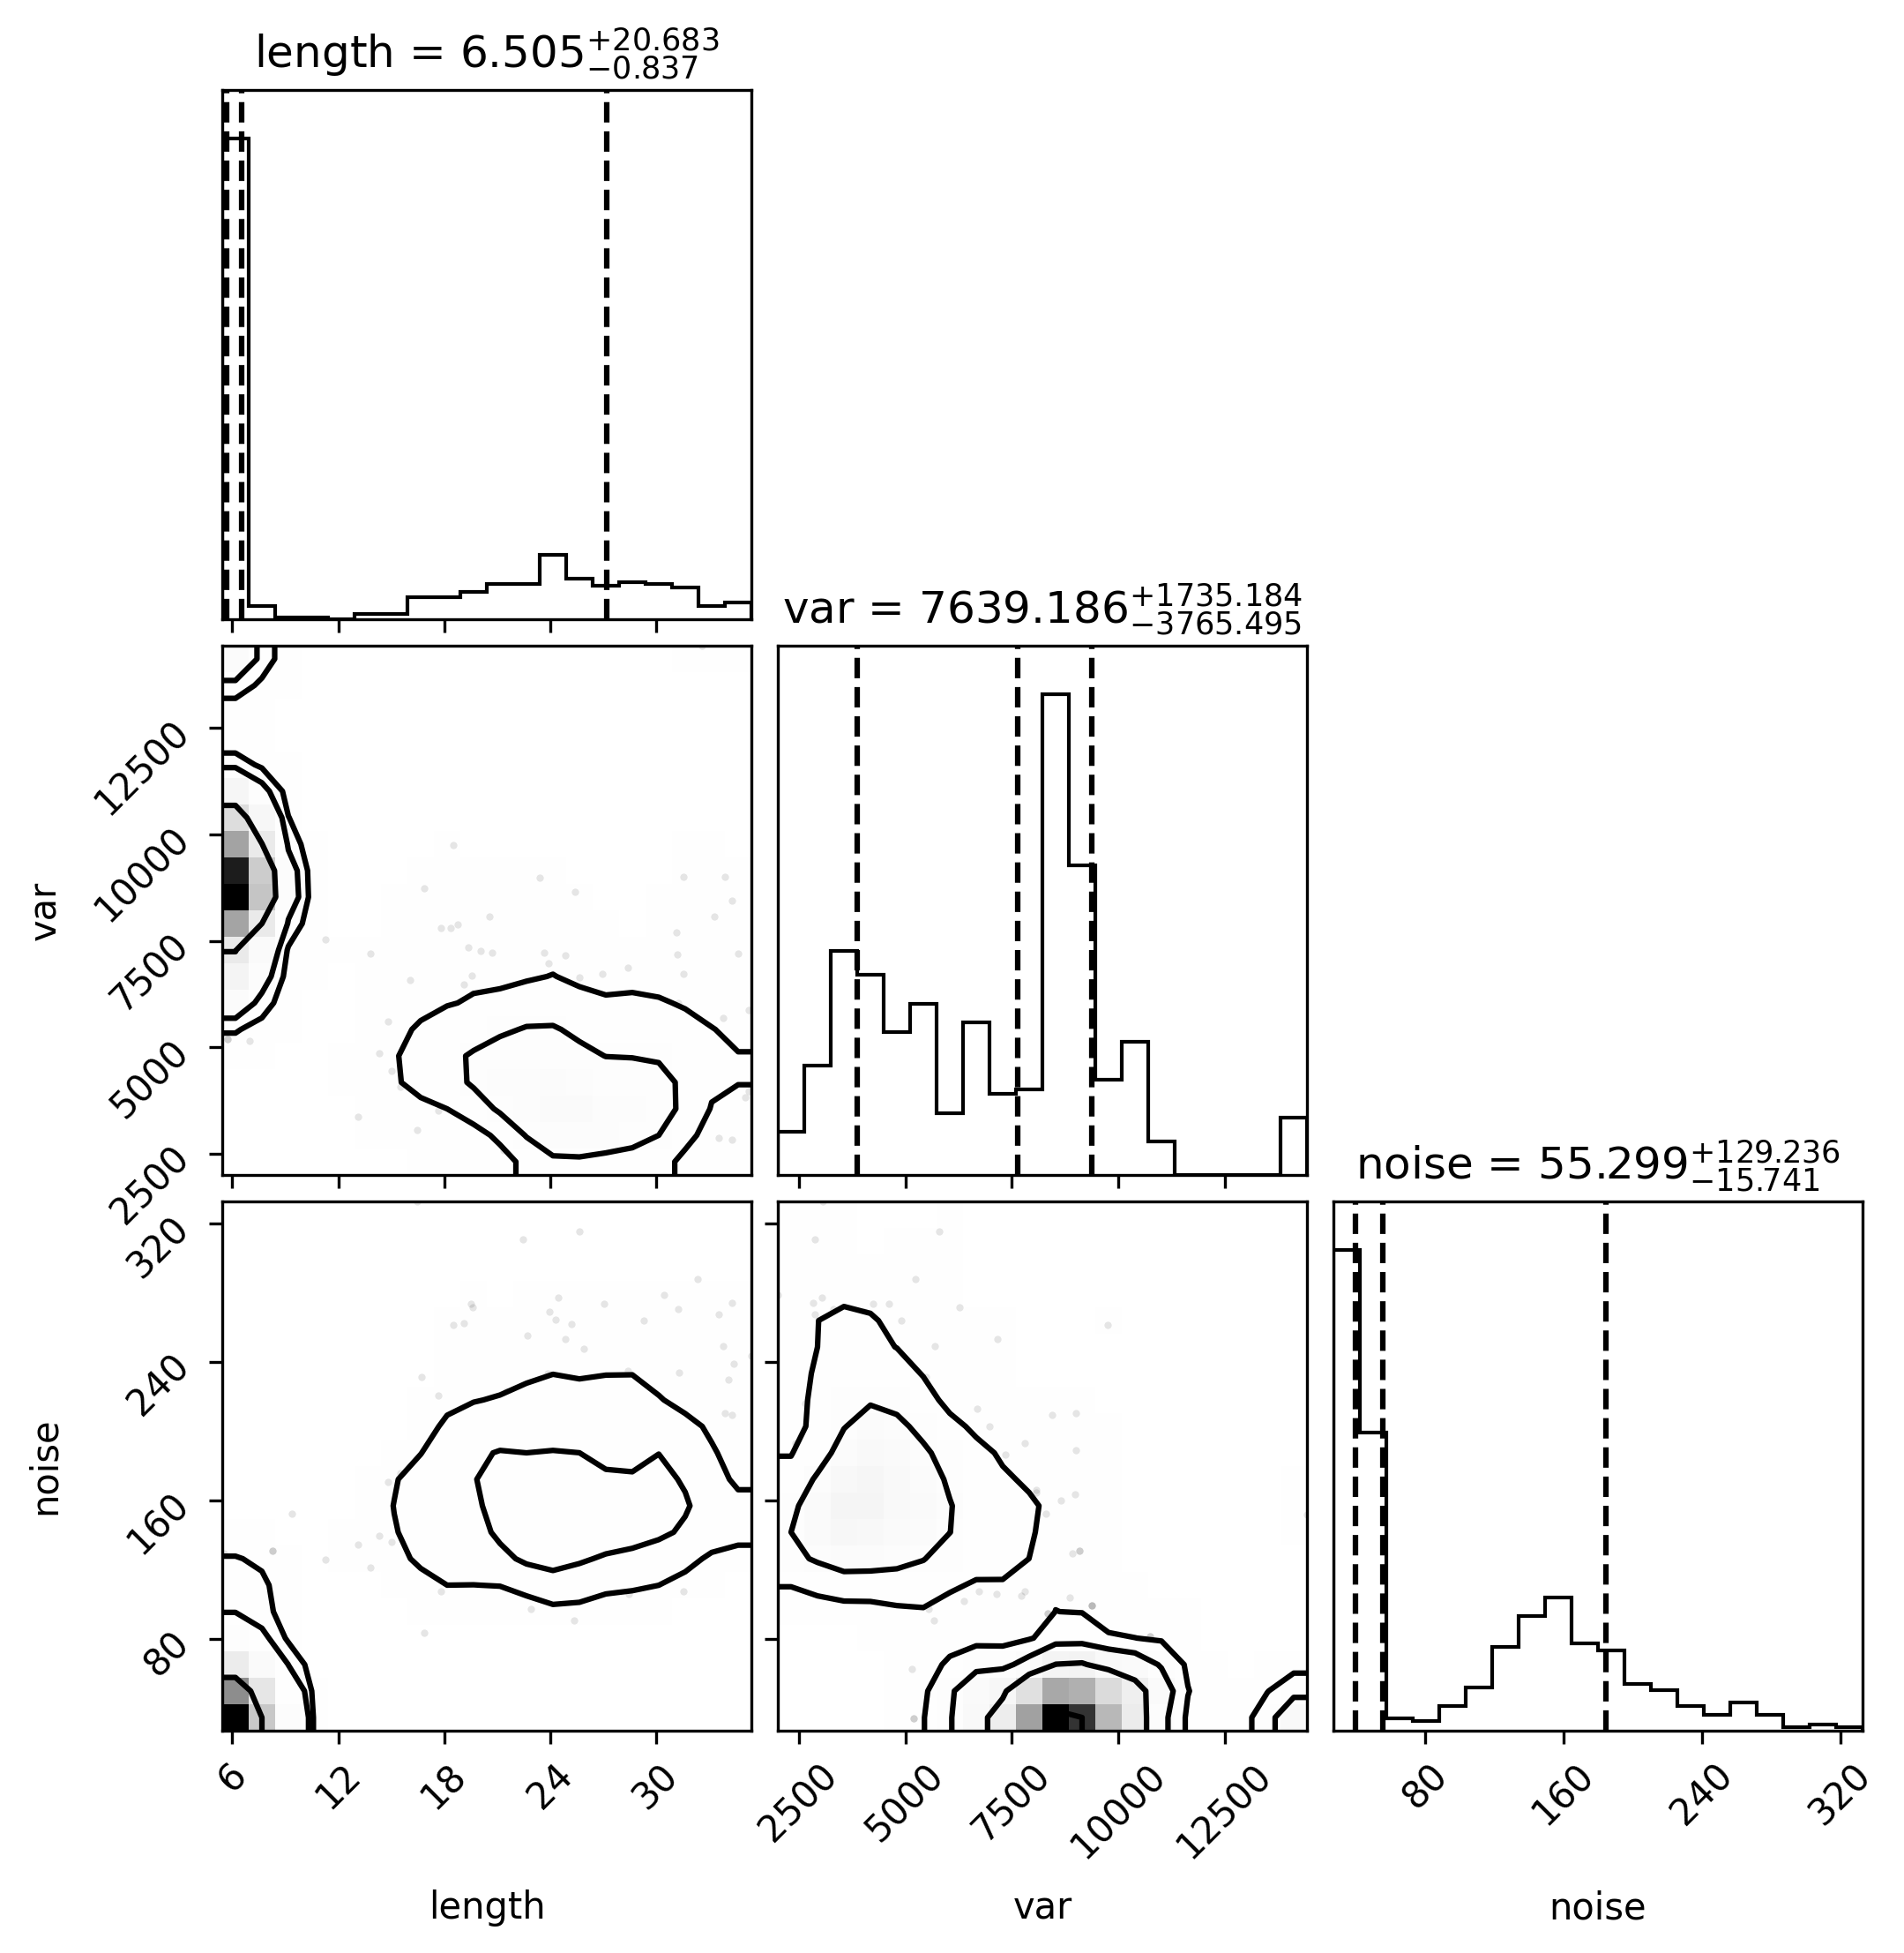 length = 6.505+20.683−0.837
var = 7639.186+1735.184−3765.495
12500
10000
7500
5000
2500
var
noise = 55.299+129.236−15.741
320
240
160
80
noise
6 12 18 24 30
2500 5000 7500 10000 12500
80 160 240 320
length var noise